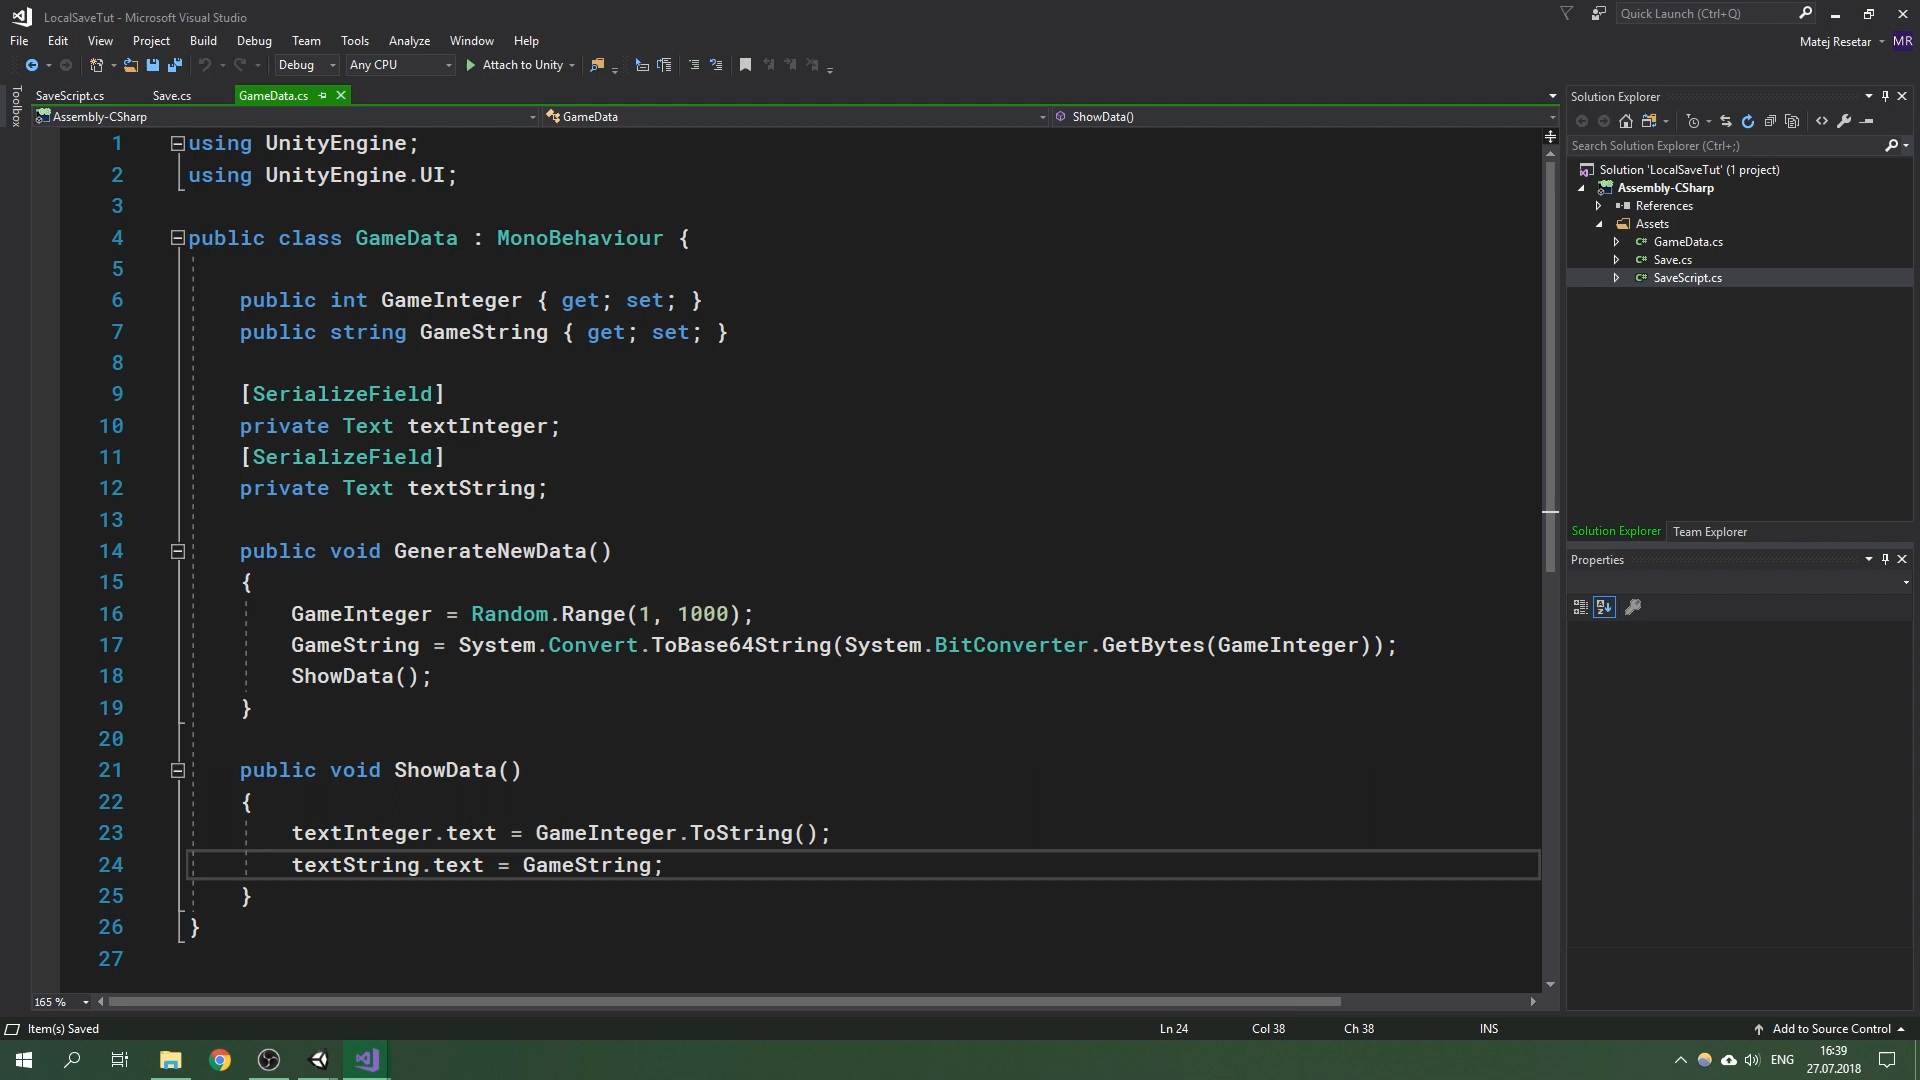 LocalSaveTut - Microsoft Visual Studio
Quick Launch (Ctrl+Q)
File Edit View Project Build Debug Team Tools Analyze Window Help
Matej Resetar MR
Debug Any CPU Attach to Unity
Toolbox
SaveScript.cs Save.cs GameData.cs
Assembly-CSharp GameData ShowData()
1 using UnityEngine;
2 using UnityEngine.UI;
3
4 public class GameData : MonoBehaviour {
5
6 public int GameInteger { get; set; }
7 public string GameString { get; set; }
8
9 [SerializeField]
10 private Text textInteger;
11 [SerializeField]
12 private Text textString;
13
14 public void GenerateNewData()
15 {
16 GameInteger = Random.Range(1, 1000);
17 GameString = System.Convert.ToBase64String(System.BitConverter.GetBytes(GameInteger));
18 ShowData();
19 }
20
21 public void ShowData()
22 {
23 textInteger.text = GameInteger.ToString();
24 textString.text = GameString;
25 }
26 }
27
165 %
Solution Explorer
Search Solution Explorer (Ctrl+;)
Solution 'LocalSaveTut' (1 project)
Assembly-CSharp
References
Assets
C# GameData.cs
C# Save.cs
C# SaveScript.cs
Solution Explorer Team Explorer
Properties
Item(s) Saved Ln 24 Col 38 Ch 38 INS Add to Source Control
ENG
16:39
27.07.2018